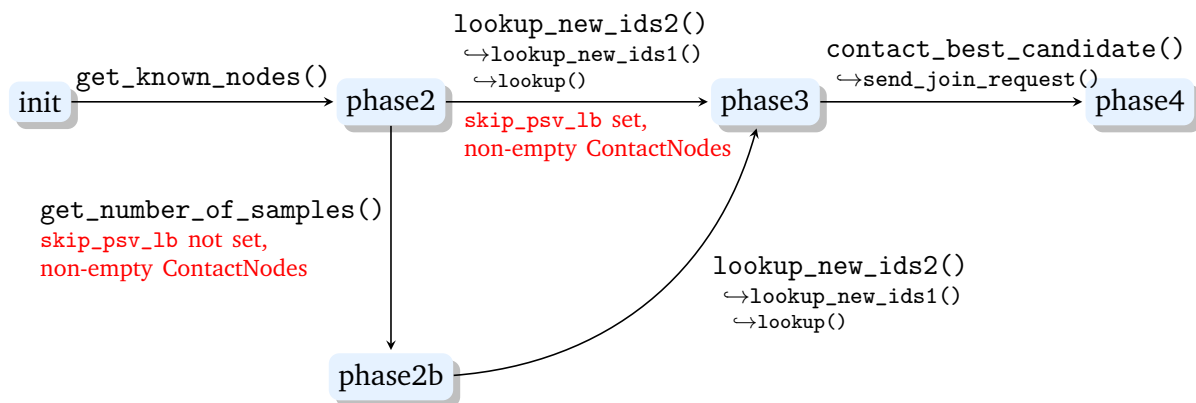 lookup_new_ids2()
↪lookup_new_ids1()
↪lookup()
contact_best_candidate()
↪send_join_request()
get_known_nodes()
init
phase2
phase3
phase4
skip_psv_lb set,
non-empty ContactNodes
get_number_of_samples()
skip_psv_lb not set,
non-empty ContactNodes
lookup_new_ids2()
↪lookup_new_ids1()
↪lookup()
phase2b